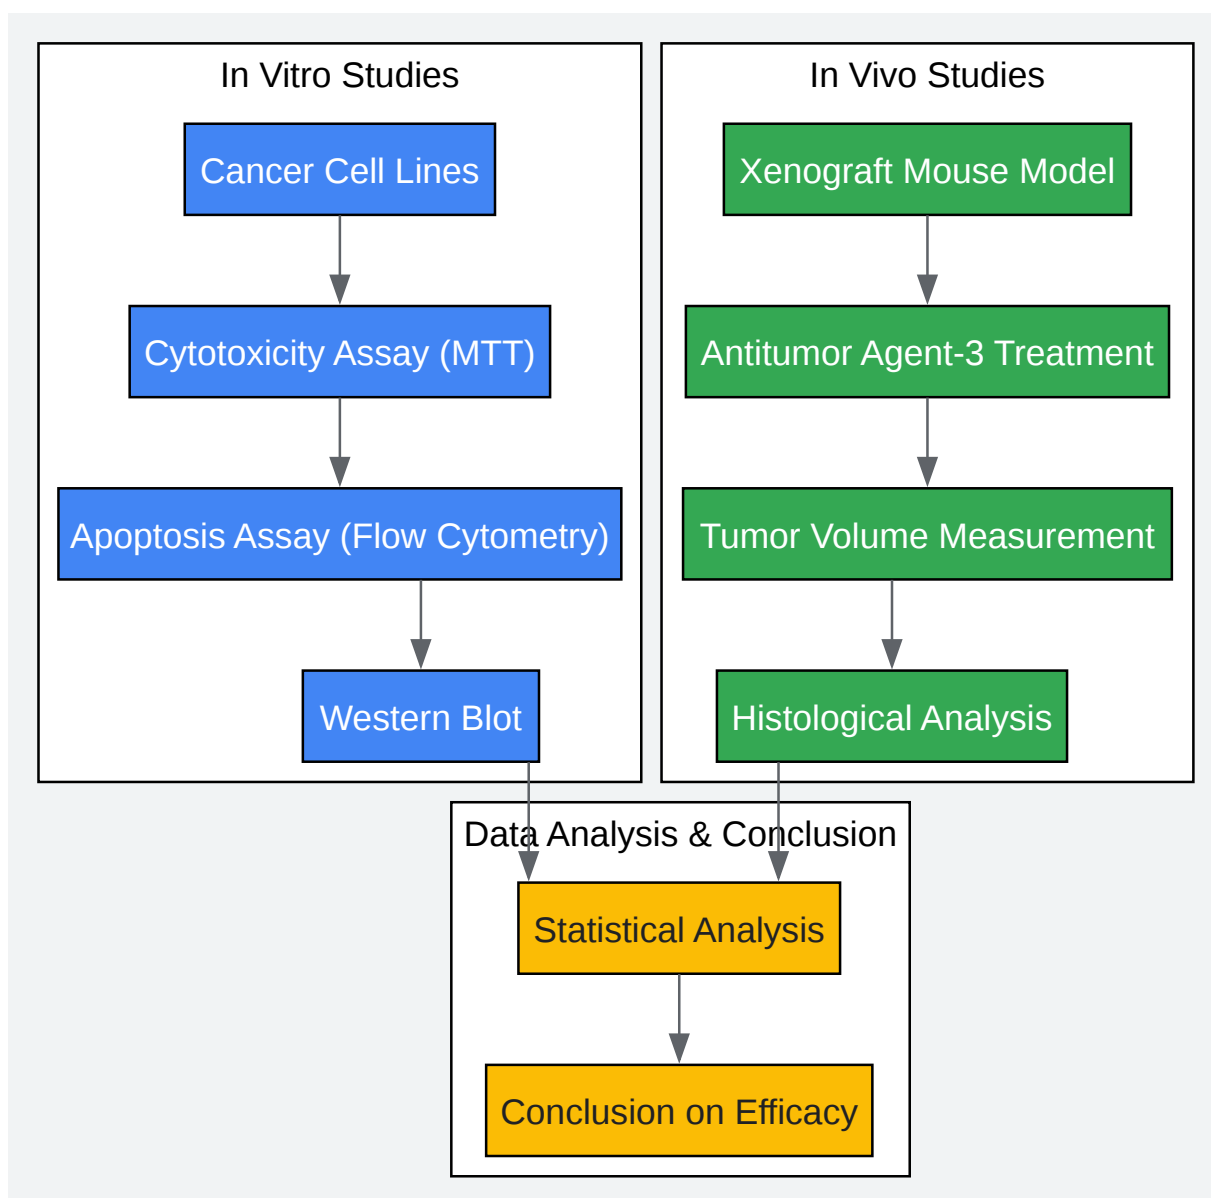 In Vitro Studies
Cancer Cell Lines
Cytotoxicity Assay (MTT)
Apoptosis Assay (Flow Cytometry)
Western Blot
In Vivo Studies
Xenograft Mouse Model
Antitumor Agent-3 Treatment
Tumor Volume Measurement
Histological Analysis
Data Analysis & Conclusion
Statistical Analysis
Conclusion on Efficacy